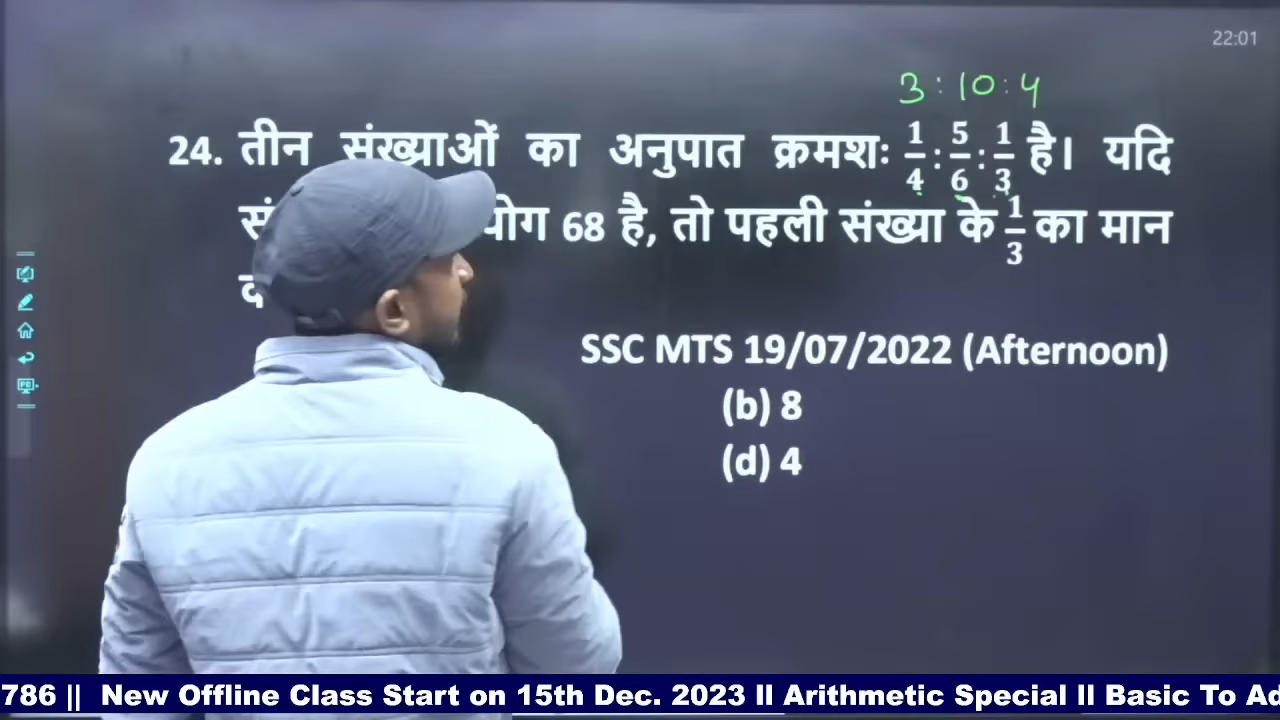 22:01
3 : 10 : 4
24. तीन संख्याओं का अनुपात क्रमशः 1/4 : 5/6 : 1/3 है। यदि
68 है, तो पहली संख्या के 1/3 का मान
SSC MTS 19/07/2022 (Afternoon)
(b) 8
(d) 4
786 || New Offline Class Start on 15th Dec. 2023 II Arithmetic Special II Basic To